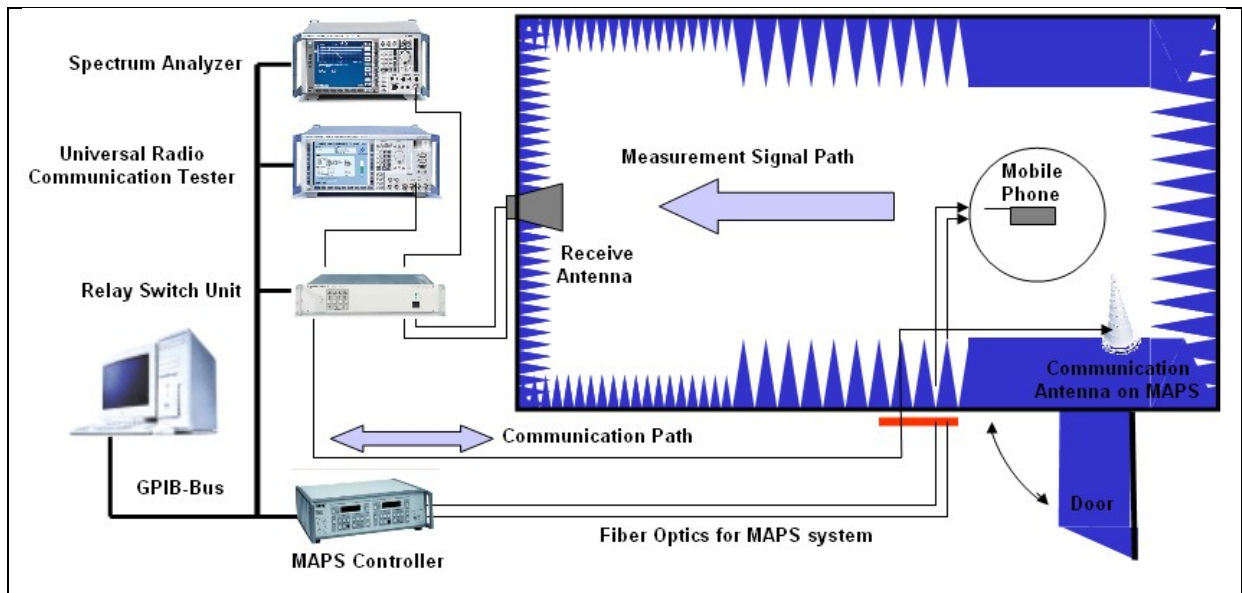 Spectrum Analyzer
Universal Radio
Communication Tester
Measurement Signal Path
Mobile
Phone
Receive
Antenna
Relay Switch Unit
Communication
Antenna on MAPS
Communication Path
GPIB-Bus
Door
Fiber Optics for MAPS system
MAPS Controller